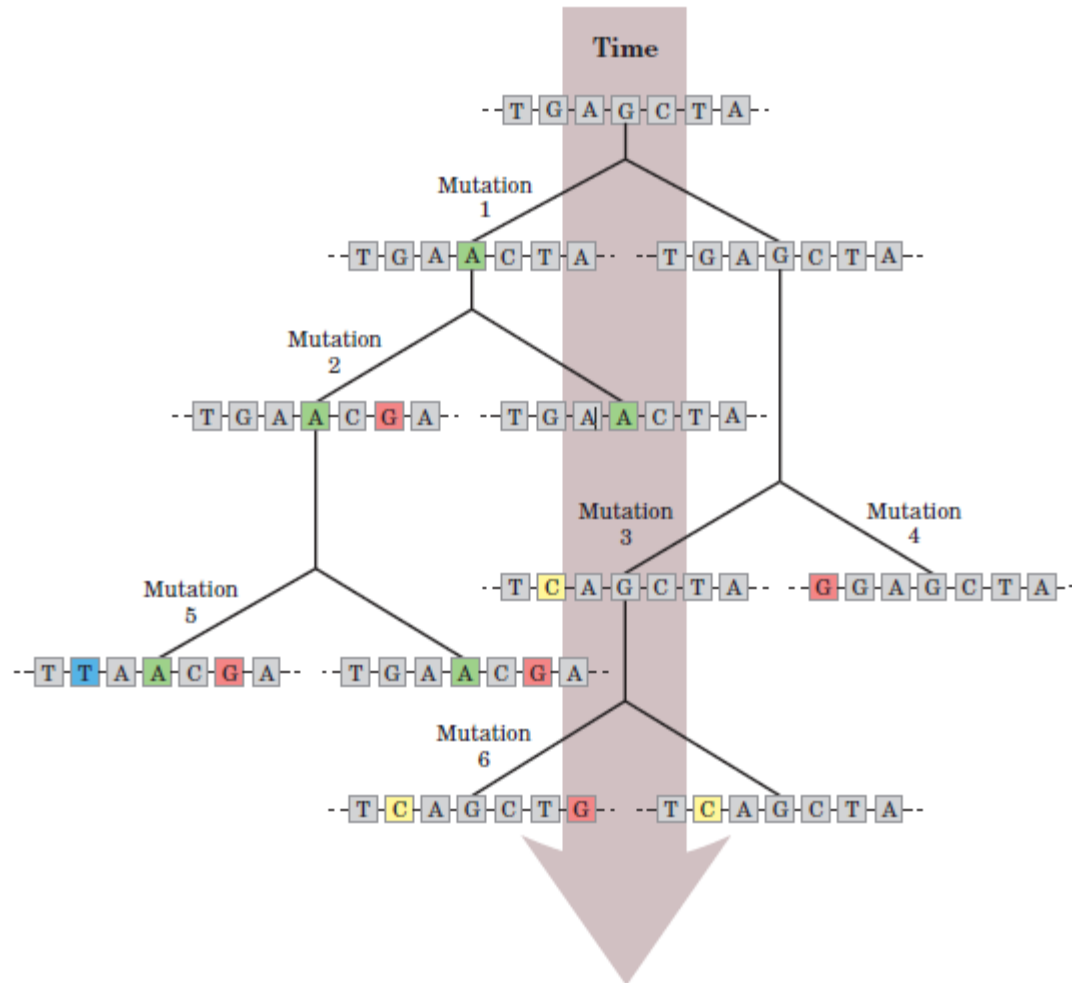 Time
--T-G-A-G-C-T-A--
Mutation
1
--T-G-A-A-C-T-A-- --T-G-A-G-C-T-A--
Mutation
2
--T-G-A-A-C-G-A-- --T-G-A-A-C-T-A--
Mutation
3
Mutation
4
--T-C-A-G-C-T-A-- G-G-A-G-C-T-A--
Mutation
5
--T-T-A-A-C-G-A-- --T-G-A-A-C-G-A--
Mutation
6
--T-C-A-G-C-T-G-- --T-C-A-G-C-T-A--